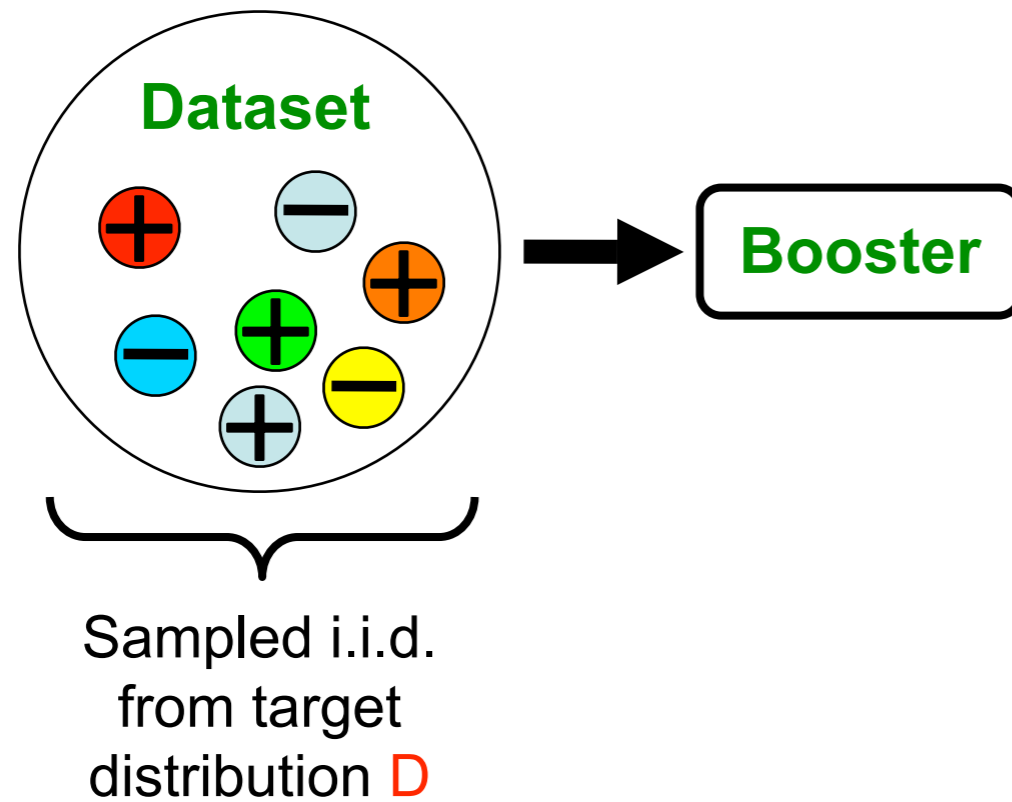 Dataset
+
−
+
+
−
−
+
Booster
Sampled i.i.d.
from target
distribution D